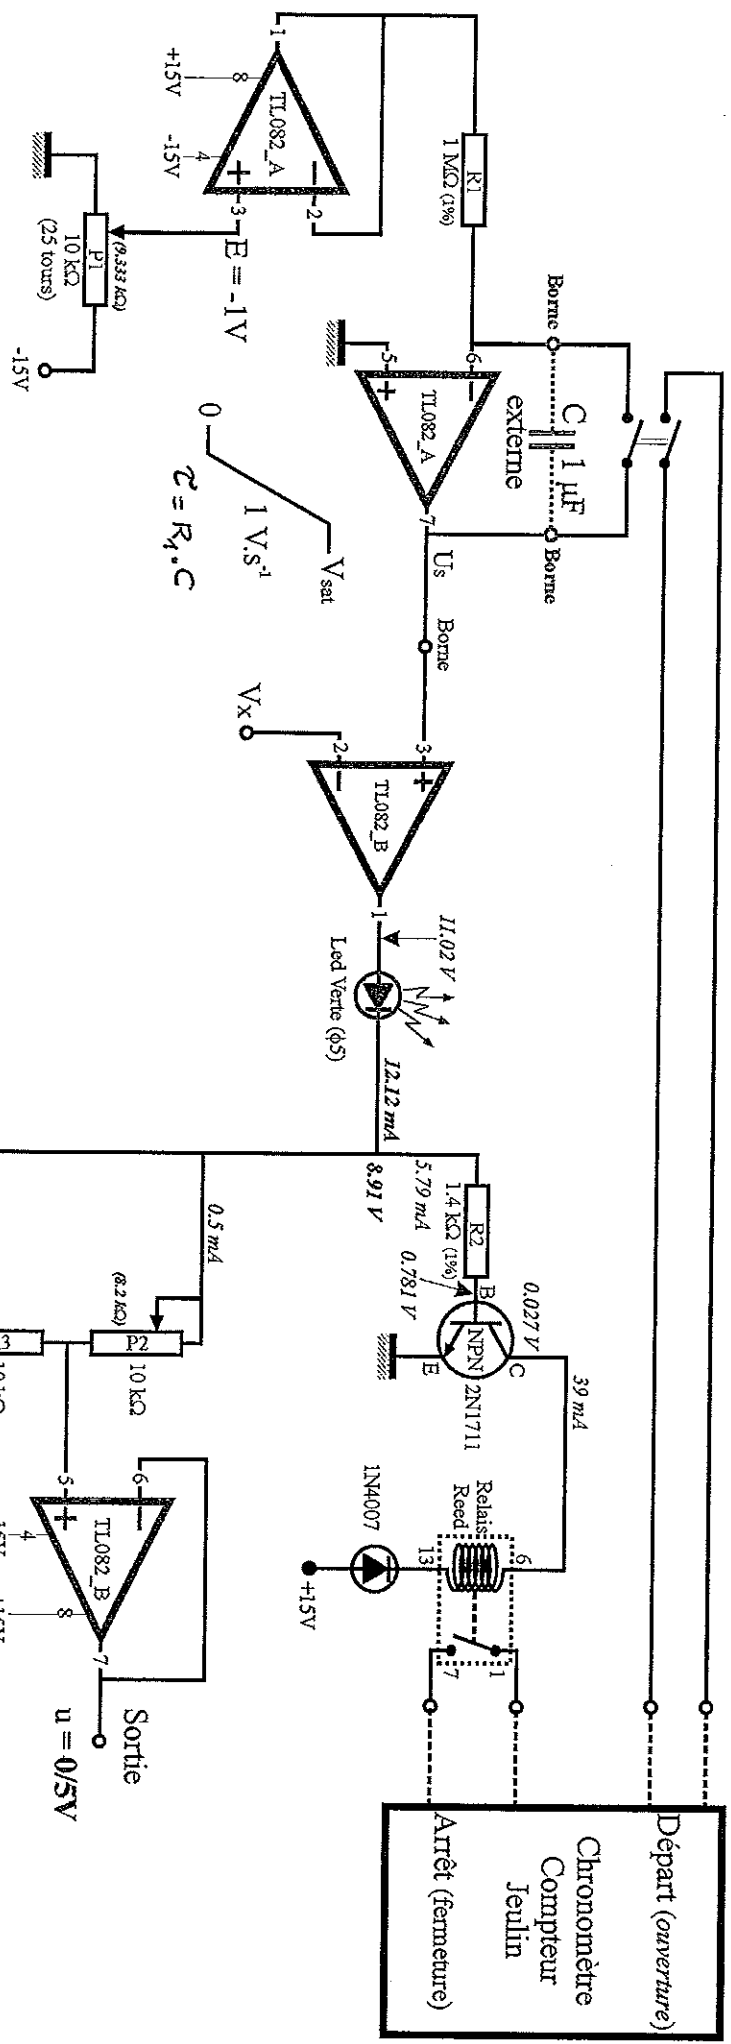 Borne
C
1 µF
externe
Borne
R1
1 MΩ (1%)
6
5
TL082_A
7
Us
Borne
1
2
3
8
4
TL082_A
+15V
-15V
E = -1V
(9.333 kΩ)
P1
10 kΩ
(25 tours)
-15V
0
1 V.s-1
Vsat
τ = R1.C
Vx
3
2
TL082_B
1
11.02 V
Led Verte (ϕ5)
12.12 mA
8.91 V
5.79 mA
R2
1.4 kΩ (1%)
0.781 V
B
C
E
NPN
2N1711
0.027 V
39 mA
Relais
Reed
6
13
1
7
1N4007
+15V
0.5 mA
(8.2 kΩ)
P2
10 kΩ
3
6
5
4
8
TL082_B
7
Sortie
u = 0/5V
Départ (ouverture)
Chronomètre
Compteur
Jeulin
Arrêt (fermeture)